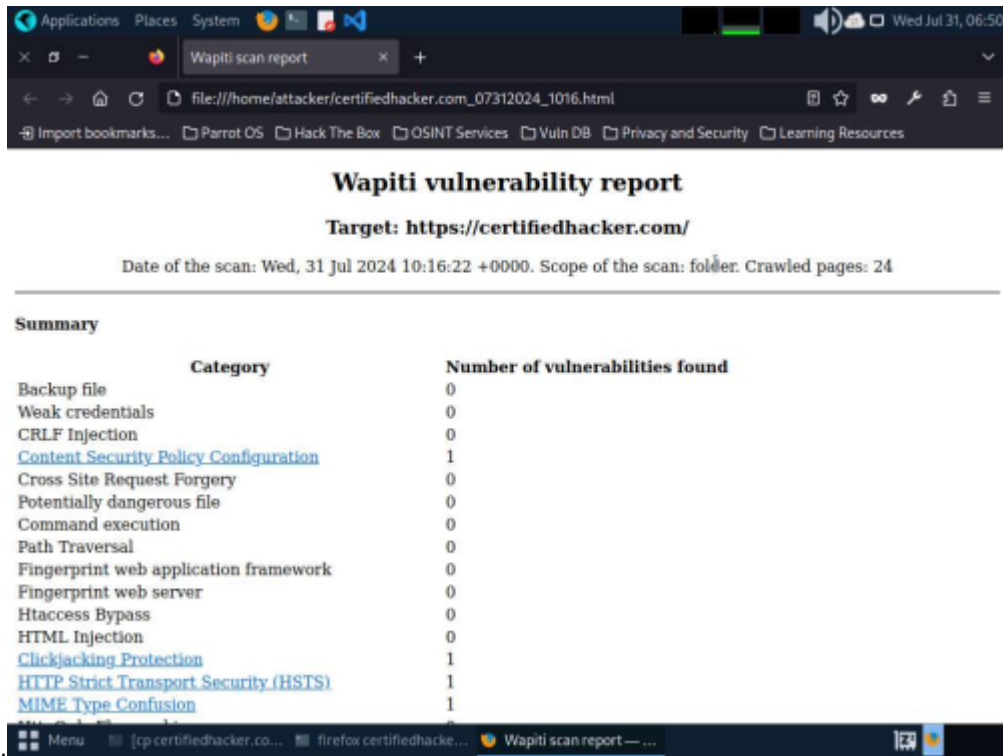 Applications Places System Wed Jul 31, 06:50
Wapiti scan report × +
file:///home/attacker/certifiedhacker.com_07312024_1016.html
Import bookmarks... Parrot OS Hack The Box OSINT Services Vuln DB Privacy and Security Learning Resources
Wapiti vulnerability report
Target: https://certifiedhacker.com/
Date of the scan: Wed, 31 Jul 2024 10:16:22 +0000. Scope of the scan: folder. Crawled pages: 24
Summary
Category Number of vulnerabilities found
Backup file 0
Weak credentials 0
CRLF Injection 0
Content Security Policy Configuration 1
Cross Site Request Forgery 0
Potentially dangerous file 0
Command execution 0
Path Traversal 0
Fingerprint web application framework 0
Fingerprint web server 0
Htaccess Bypass 0
HTML Injection 0
Clickjacking Protection 1
HTTP Strict Transport Security (HSTS) 1
MIME Type Confusion 1
Menu [cp certifiedhacker.co... firefox certifiedhacke... Wapiti scan report — ...